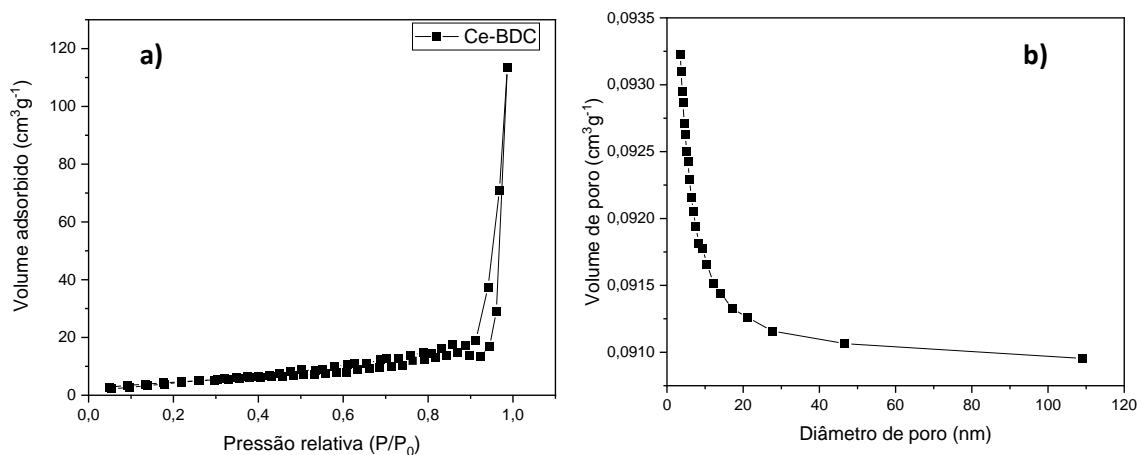 a)
Ce-BDC
Volume adsorbido (cm³g⁻¹)
120
100
80
60
40
20
0
0,0 0,2 0,4 0,6 0,8 1,0
Pressão relativa (P/P₀)
b)
Volume de poro (cm³g⁻¹)
0,0935
0,0930
0,0925
0,0920
0,0915
0,0910
0 20 40 60 80 100 120
Diâmetro de poro (nm)